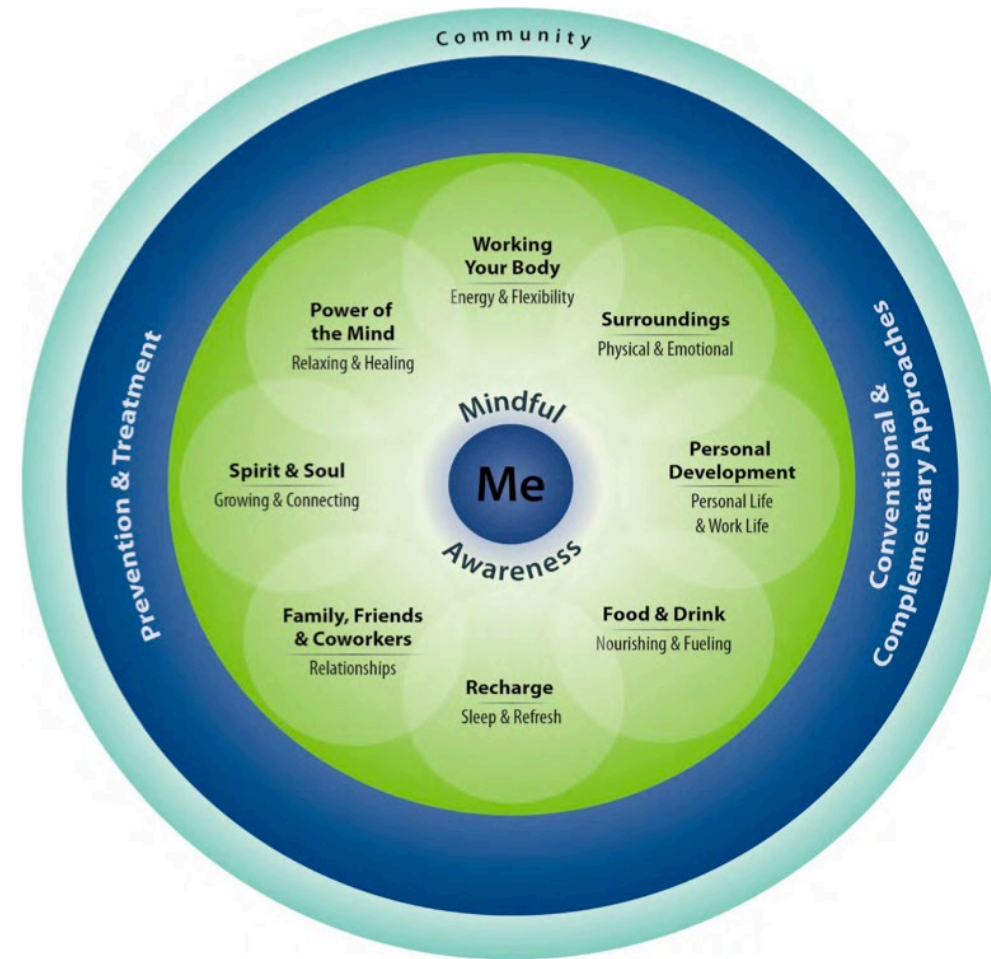 Community
Working
Your Body
Energy & Flexibility
Surroundings
Physical & Emotional
Personal
Development
Personal Life
& Work Life
Food & Drink
Nourishing & Fueling
Recharge
Sleep & Refresh
Family, Friends
& Coworkers
Relationships
Spirit & Soul
Growing & Connecting
Power of
the Mind
Relaxing & Healing
Mindful
Me
Awareness
Prevention & Treatment
Conventional &
Complementary Approaches